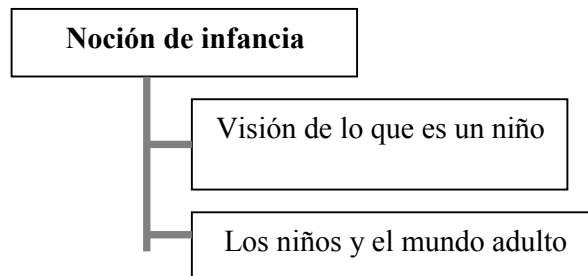 Noción de infancia
Visión de lo que es un niño
Los niños y el mundo adulto